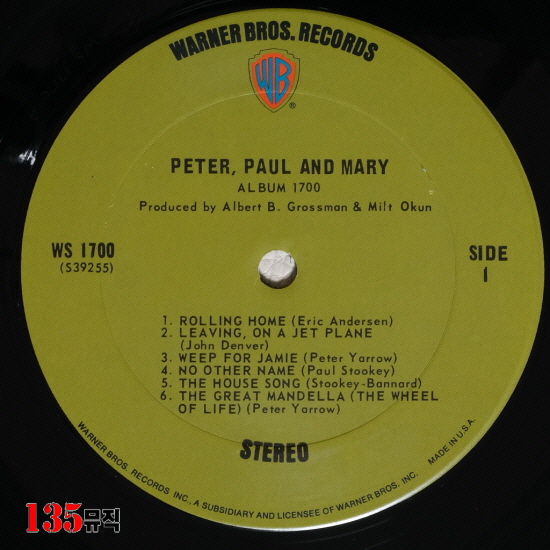 WARNER BROS. RECORDS
WB
®
PETER, PAUL AND MARY
ALBUM 1700
Produced by Albert B. Grossman & Milt Okun
WS 1700
(S39255)
SIDE
1
1. ROLLING HOME (Eric Andersen)
2. LEAVING, ON A JET PLANE
(John Denver)
3. WEEP FOR JAMIE (Peter Yarrow)
4. NO OTHER NAME (Paul Stookey)
5. THE HOUSE SONG (Stookey-Bannard)
6. THE GREAT MANDELLA (THE WHEEL
OF LIFE) (Peter Yarrow)
STEREO
WARNER BROS. RECORDS INC., A SUBSIDIARY AND LICENSEE OF WARNER BROS. PICTURES, INC. MADE IN U.S.A.
135뮤직